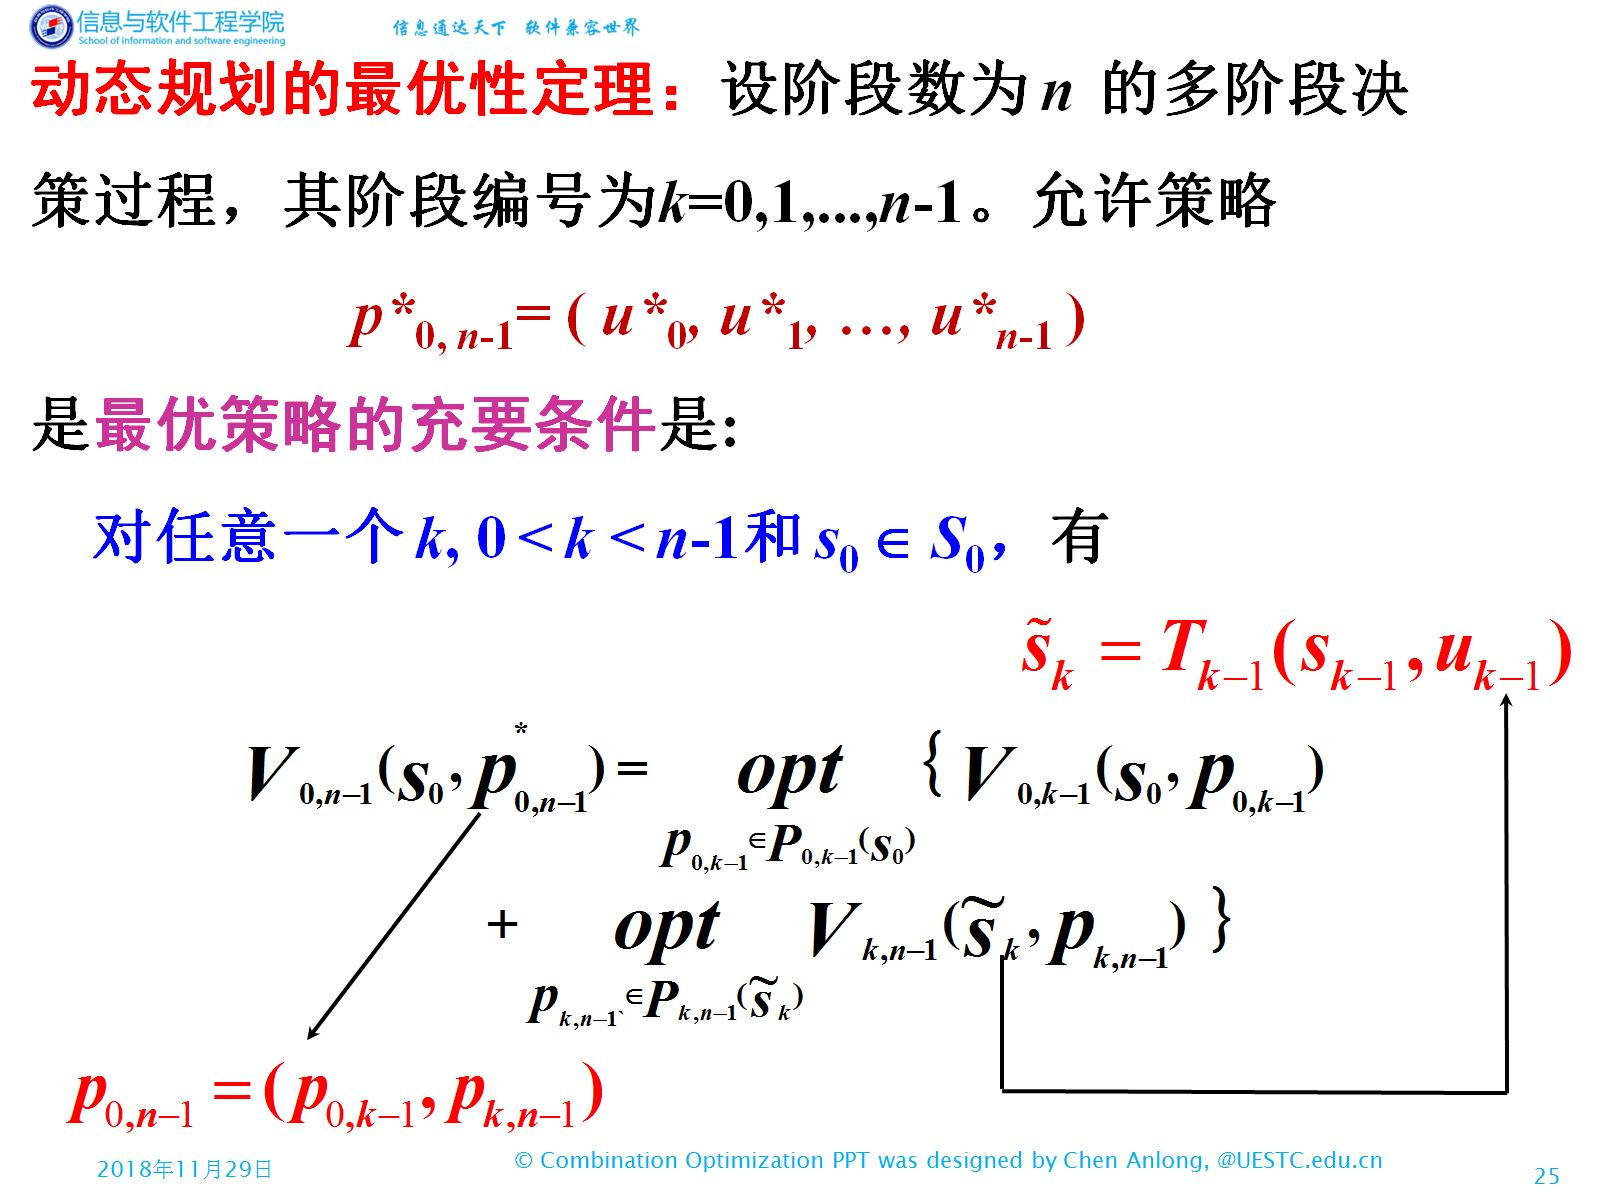 信息与软件工程学院
School of information and software engineering
信息通达天下 软件兼容世界
动态规划的最优性定理：设阶段数为 n 的多阶段决
策过程，其阶段编号为k=0,1,...,n-1。允许策略
p*0, n-1= ( u*0, u*1, …, u*n-1 )
是最优策略的充要条件是:
对任意一个 k, 0 < k < n-1和 s0 ∈ S0，有
s̃k = Tk−1(sk−1, uk−1)
V0,n−1(s0, p*0,n−1) = opt { V0,k−1(s0, p0,k−1)
p0,k−1∈P0,k−1(s0)
+ opt Vk,n−1(s̃k, pk,n−1) }
pk,n−1`∈Pk,n−1(s̃k)
p0,n−1 = (p0,k−1, pk,n−1)
2018年11月29日
© Combination Optimization PPT was designed by Chen Anlong, @UESTC.edu.cn
25